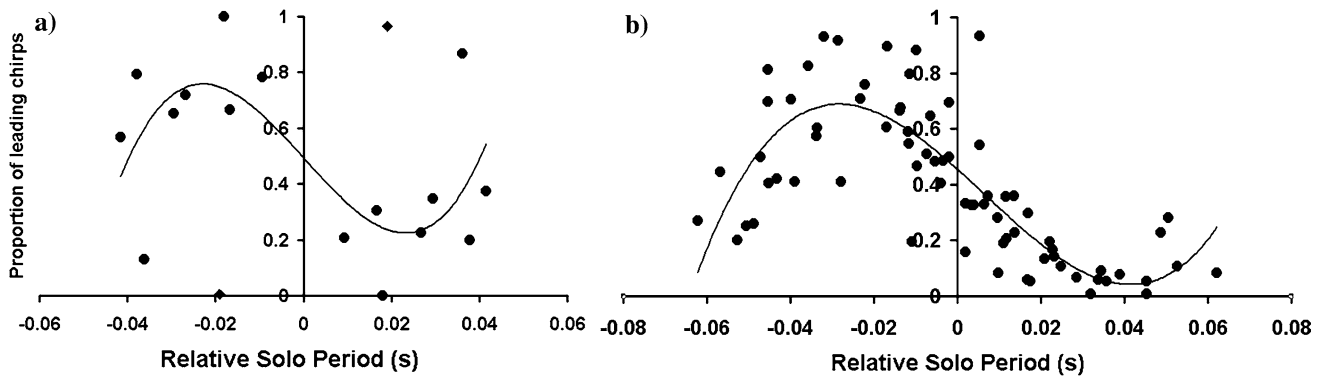 a)
Proportion of leading chirps
1
0.8
0.6
0.4
0.2
0
-0.06 -0.04 -0.02 0 0.02 0.04 0.06
Relative Solo Period (s)
b)
1
0.8
0.6
0.4
0.2
0
-0.08 -0.06 -0.04 -0.02 0 0.02 0.04 0.06 0.08
Relative Solo Period (s)